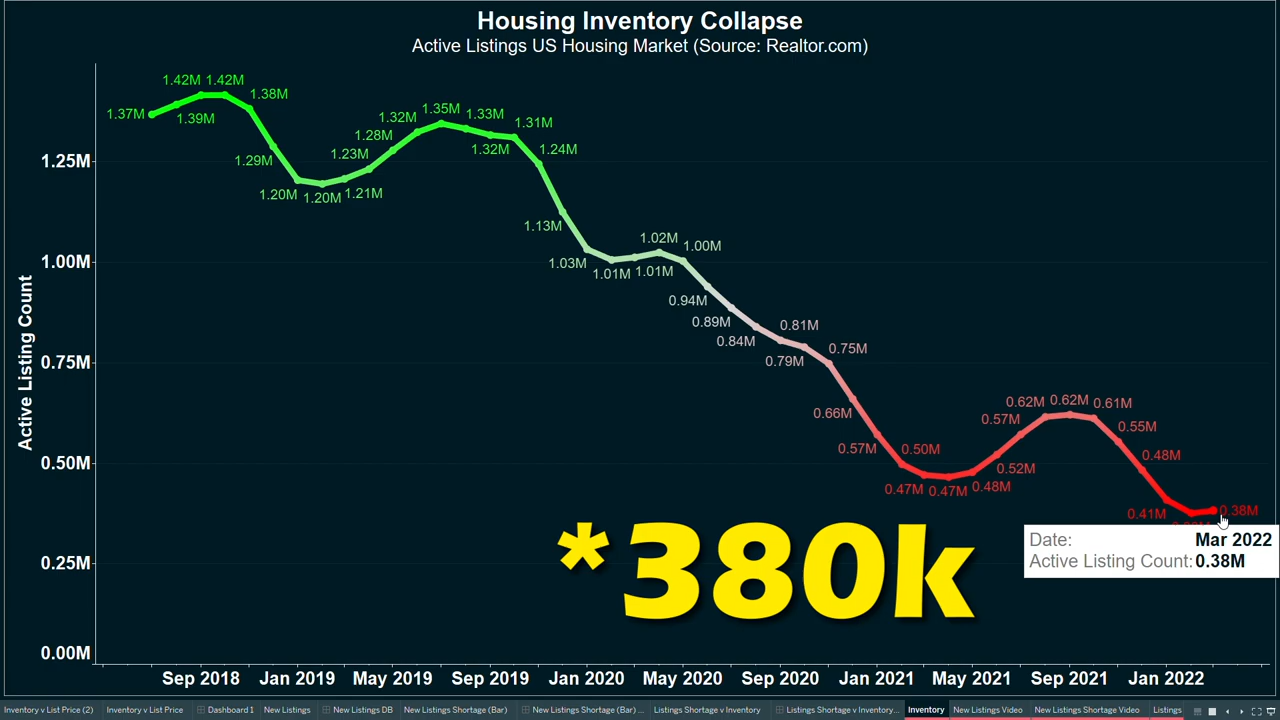 Housing Inventory Collapse
Active Listings US Housing Market (Source: Realtor.com)
1.42M 1.42M
1.38M
1.37M
1.39M
1.35M
1.33M
1.32M
1.31M
1.28M
1.32M
1.24M
1.23M
1.29M
1.25M
1.20M 1.20M 1.21M
1.13M
1.02M
1.00M
1.00M
1.03M
1.01M 1.01M
0.94M
0.89M
0.81M
0.84M
0.75M
0.79M
0.75M
0.62M 0.62M 0.61M
0.66M
0.57M
0.55M
0.57M
0.50M
0.48M
0.50M
0.52M
0.47M 0.47M 0.48M
0.41M
0.38M
Active Listing Count
*380k
Date: Mar 2022
Active Listing Count: 0.38M
0.25M
0.00M
Sep 2018 Jan 2019 May 2019 Sep 2019 Jan 2020 May 2020 Sep 2020 Jan 2021 May 2021 Sep 2021 Jan 2022
Inventory v List Price (2) Inventory v List Price Dashboard 1 New Listings New Listings DB New Listings Shortage (Bar) New Listings Shortage (Bar) ... Listings Shortage v Inventory Listings Shortage v Inventory... Inventory New Listings Video New Listings Shortage Video Listings